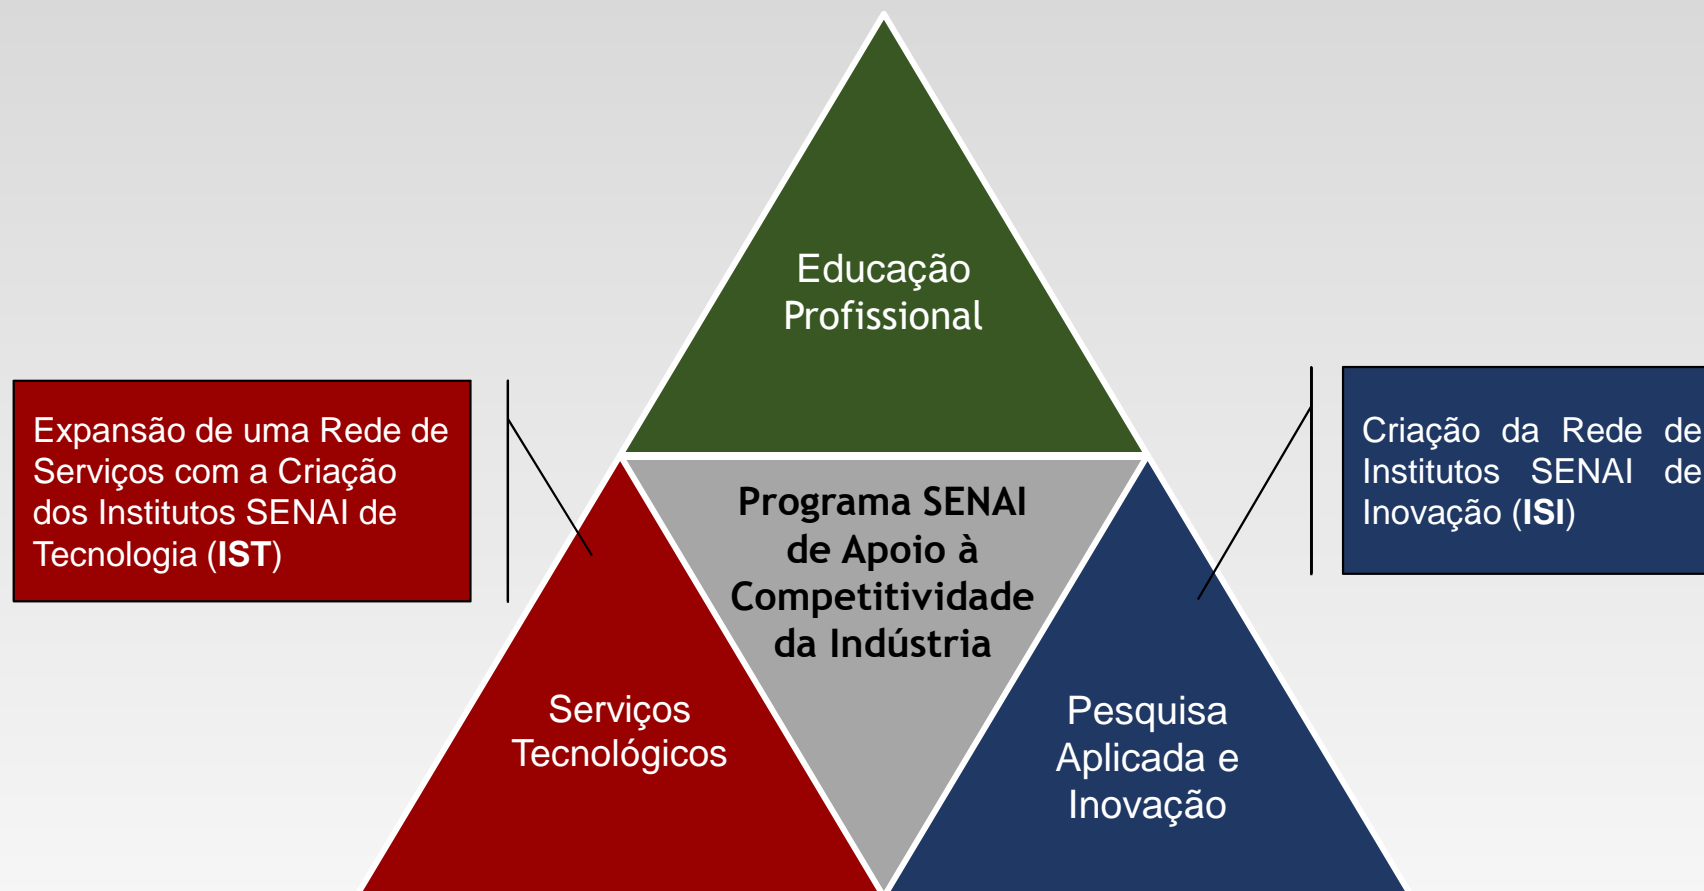 Educação
Profissional
Expansão de uma Rede de
Serviços com a Criação
dos Institutos SENAI de
Tecnologia (IST)
Criação da Rede de
Institutos SENAI de
Inovação (ISI)
Programa SENAI
de Apoio à
Competitividade
da Indústria
Serviços
Tecnológicos
Pesquisa
Aplicada e
Inovação